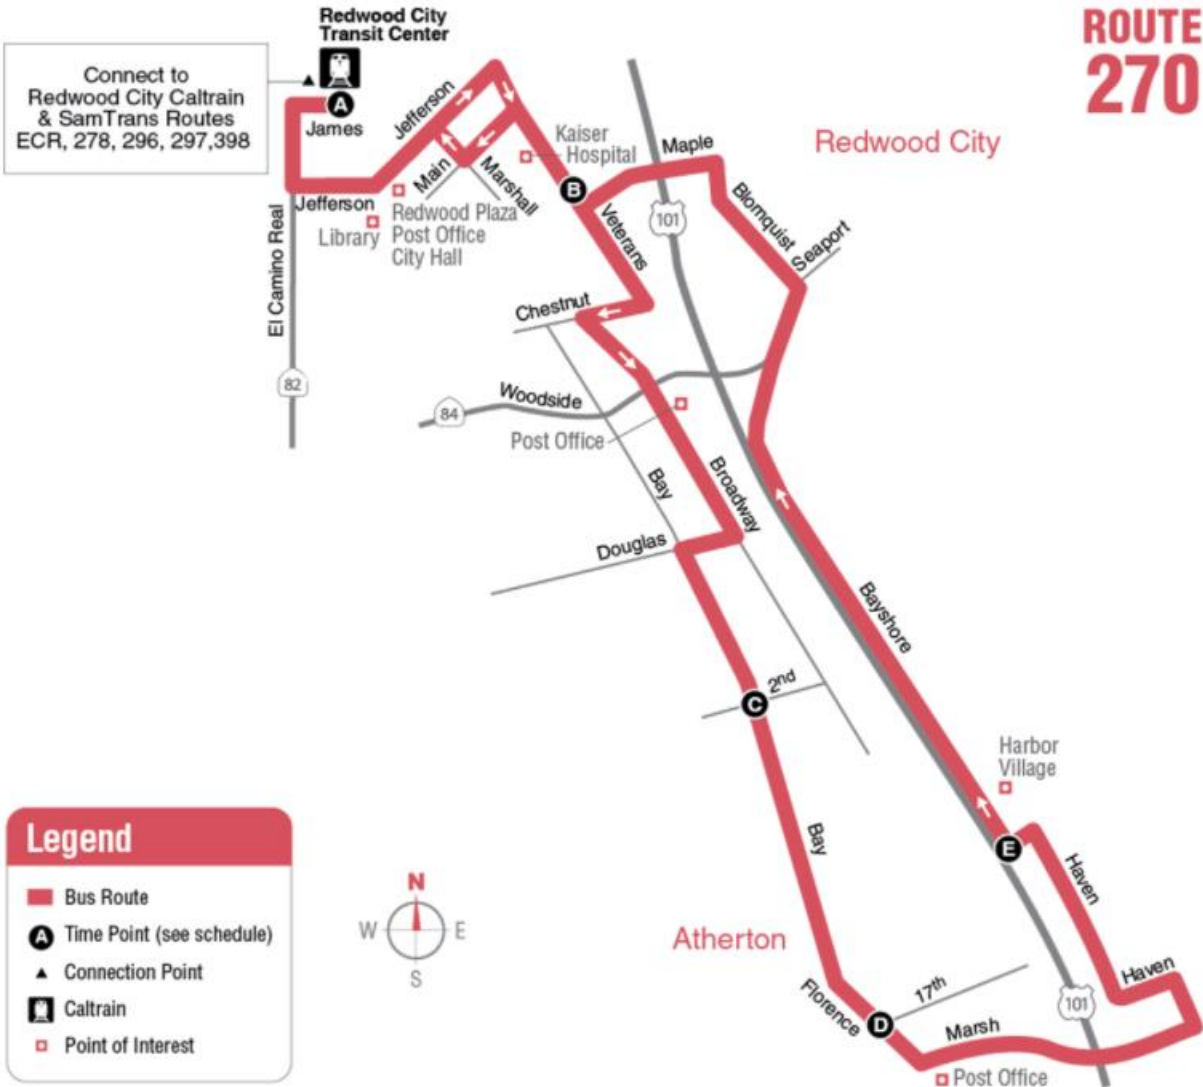 ROUTE
270
Redwood City
Transit Center
Connect to
Redwood City Caltrain
& SamTrans Routes
ECR, 278, 296, 297,398
A
James
Jefferson
Jefferson
Main
Marshall
Kaiser
Hospital
B
Maple
Redwood City
101
Blomquist
Seaport
Veterans
Library
Redwood Plaza
Post Office
City Hall
El Camino Real
82
Chestnut
Woodside
84
Post Office
Bay
Broadway
Douglas
Bayshore
2nd
C
Harbor
Village
E
Bay
Haven
Haven
Atherton
Florence
D
17th
Marsh
101
Post Office
N
W
E
S
Legend
Bus Route
A
Time Point (see schedule)
Connection Point
Caltrain
Point of Interest